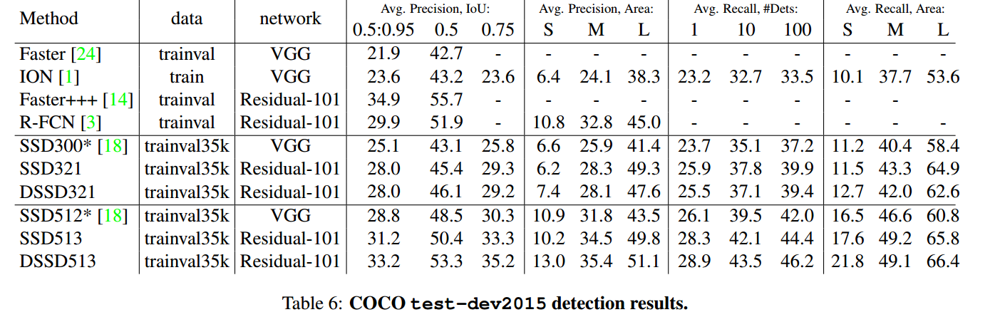 Method data network Avg. Precision, IoU: Avg. Precision, Area: Avg. Recall, #Dets: Avg. Recall, Area:
0.5:0.95 0.5 0.75 S M L 1 10 100 S M L
Faster [24] trainval VGG 21.9 42.7 - - - - - - - - - -
ION [1] train VGG 23.6 43.2 23.6 6.4 24.1 38.3 23.2 32.7 33.5 10.1 37.7 53.6
Faster+++ [14] trainval Residual-101 34.9 55.7 - - - - - - - - - -
R-FCN [3] trainval Residual-101 29.9 51.9 - 10.8 32.8 45.0 - - - - - -
SSD300* [18] trainval35k VGG 25.1 43.1 25.8 6.6 25.9 41.4 23.7 35.1 37.2 11.2 40.4 58.4
SSD321 trainval35k Residual-101 28.0 45.4 29.3 6.2 28.3 49.3 25.9 37.8 39.9 11.5 43.3 64.9
DSSD321 trainval35k Residual-101 28.0 46.1 29.2 7.4 28.1 47.6 25.5 37.1 39.4 12.7 42.0 62.6
SSD512* [18] trainval35k VGG 28.8 48.5 30.3 10.9 31.8 43.5 26.1 39.5 42.0 16.5 46.6 60.8
SSD513 trainval35k Residual-101 31.2 50.4 33.3 10.2 34.5 49.8 28.3 42.1 44.4 17.6 49.2 65.8
DSSD513 trainval35k Residual-101 33.2 53.3 35.2 13.0 35.4 51.1 28.9 43.5 46.2 21.8 49.1 66.4
Table 6: COCO test-dev2015 detection results.